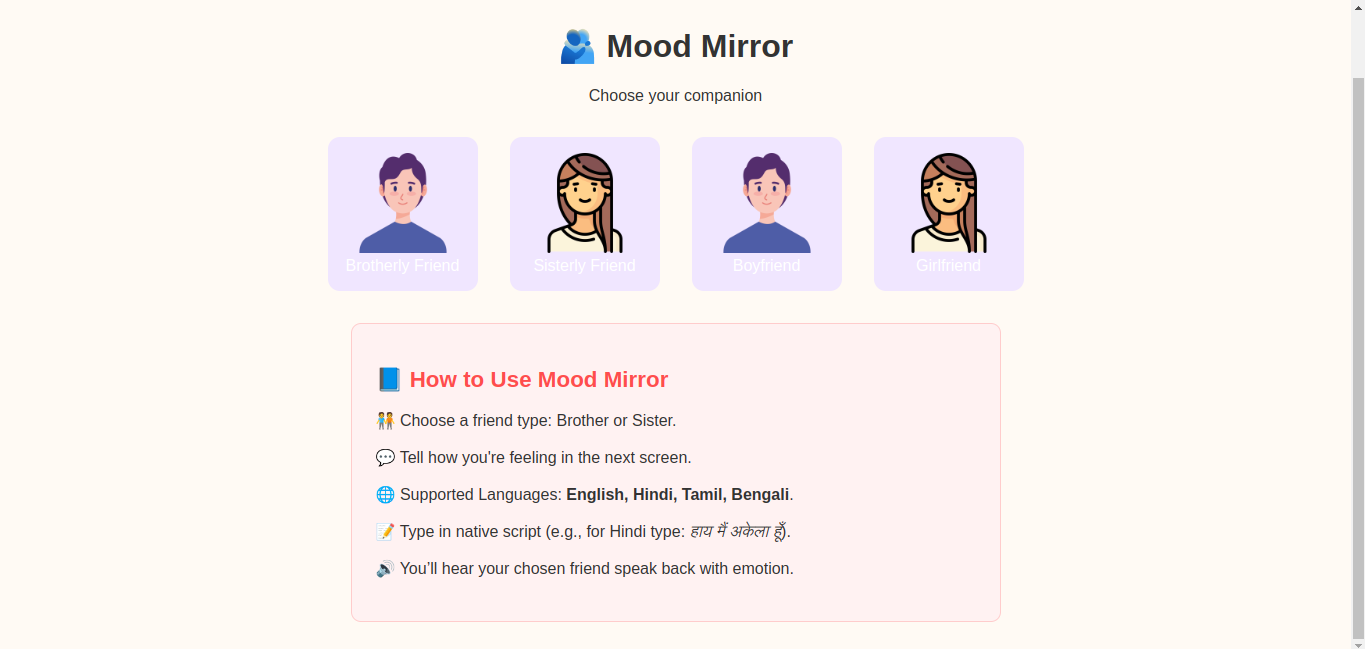 🫂 Mood Mirror
Choose your companion
Brotherly Friend
Sisterly Friend
Boyfriend
Girlfriend
📘 How to Use Mood Mirror
🧑‍🤝‍🧑 Choose a friend type: Brother or Sister.
💬 Tell how you're feeling in the next screen.
🌐 Supported Languages: English, Hindi, Tamil, Bengali.
📝 Type in native script (e.g., for Hindi type: हाय मैं अकेला हूँ).
🔊 You’ll hear your chosen friend speak back with emotion.